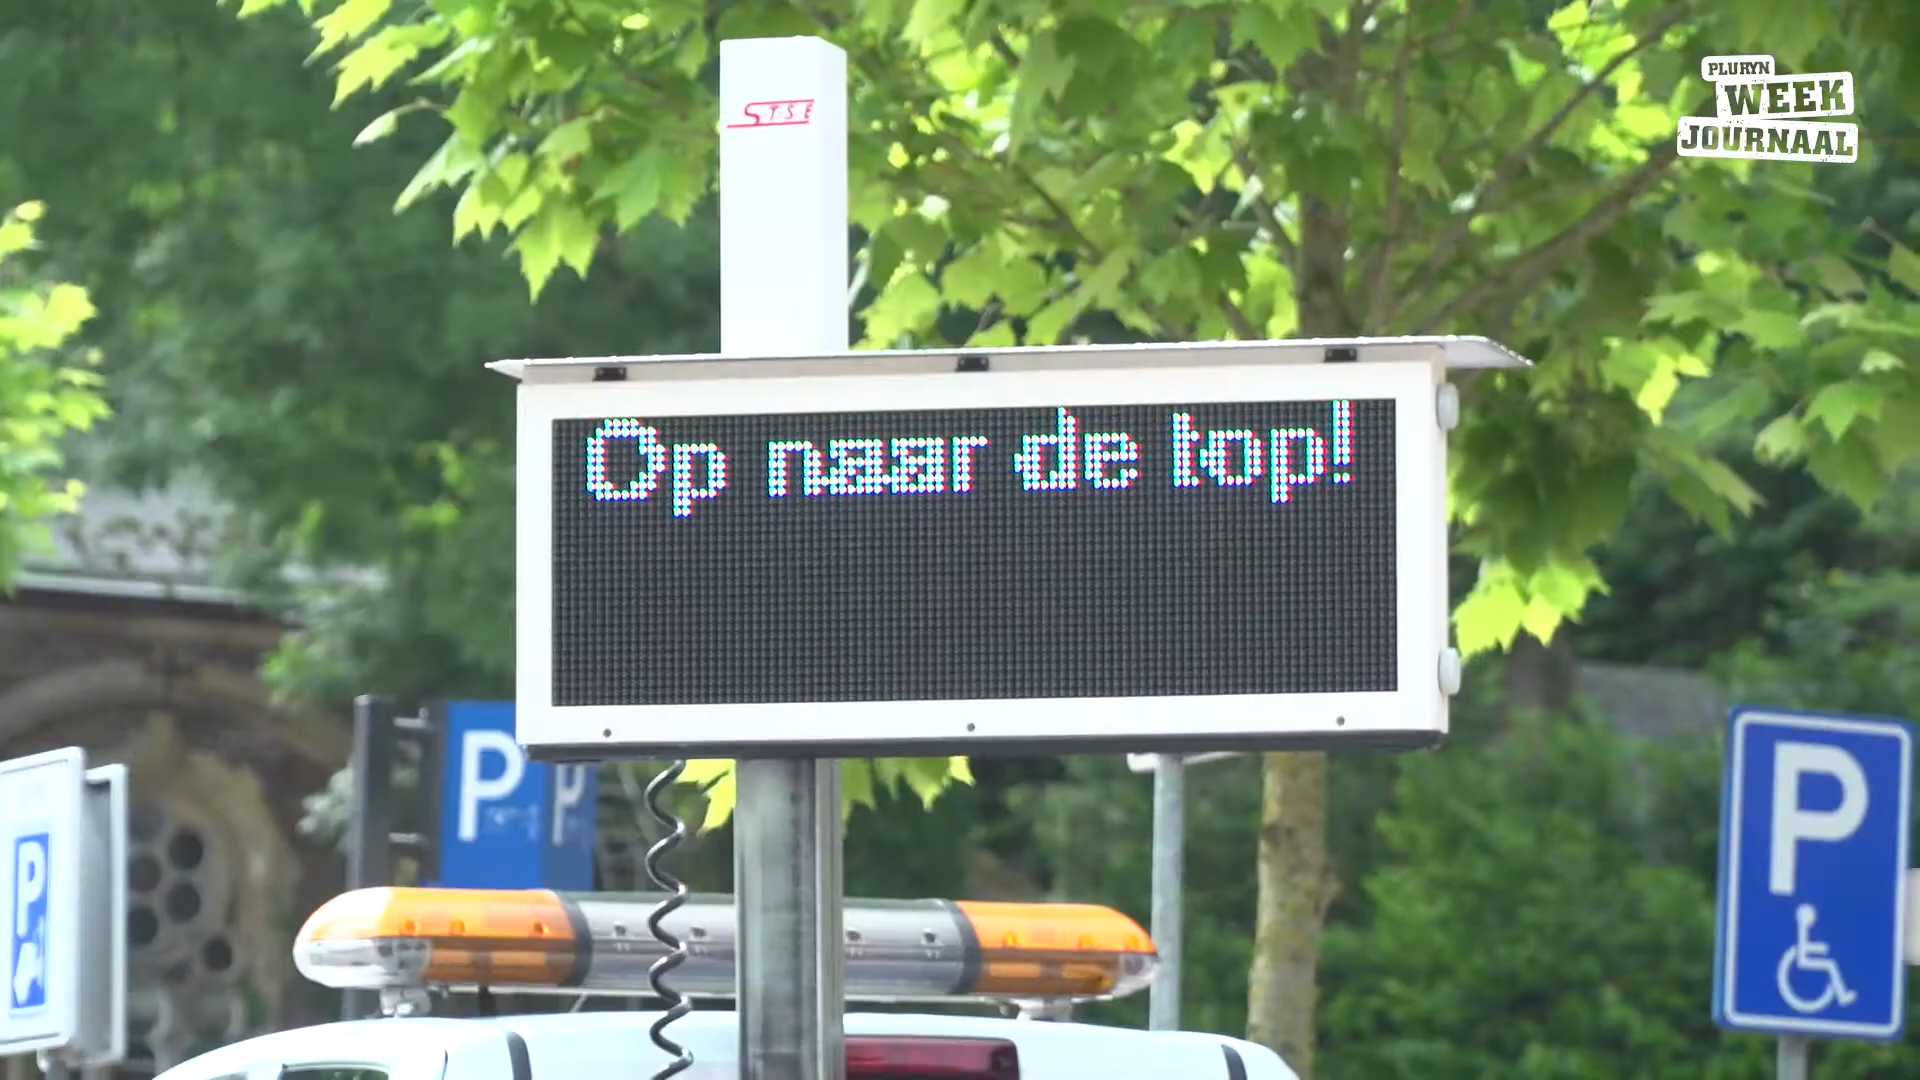 PLURYN
WEEK
JOURNAAL
STSE
Op naar de top!
P
P
P
P